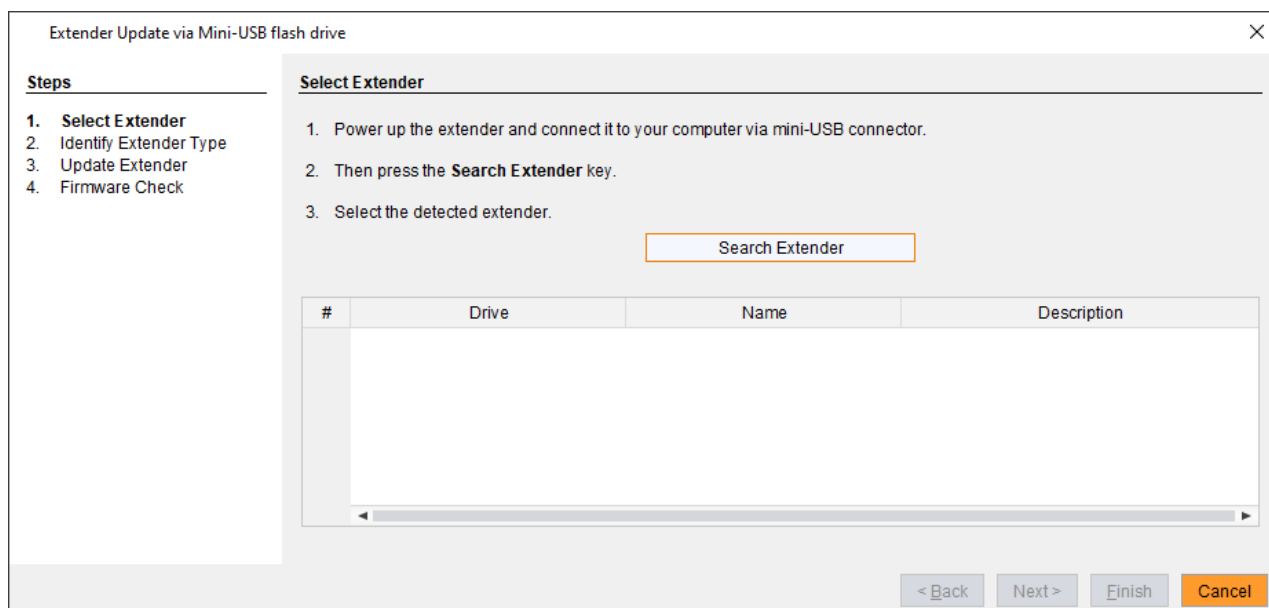 Extender Update via Mini-USB flash drive
Steps
1. Select Extender
2. Identify Extender Type
3. Update Extender
4. Firmware Check
Select Extender
1. Power up the extender and connect it to your computer via mini-USB connector.
2. Then press the Search Extender key.
3. Select the detected extender.
Search Extender
# Drive Name Description
< Back Next > Finish Cancel